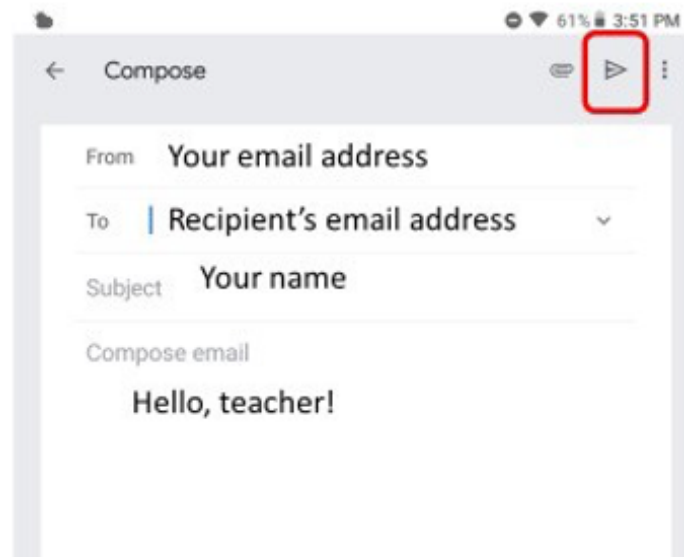 61% 3:51 PM
Compose
From Your email address
To Recipient's email address
Subject Your name
Compose email
Hello, teacher!